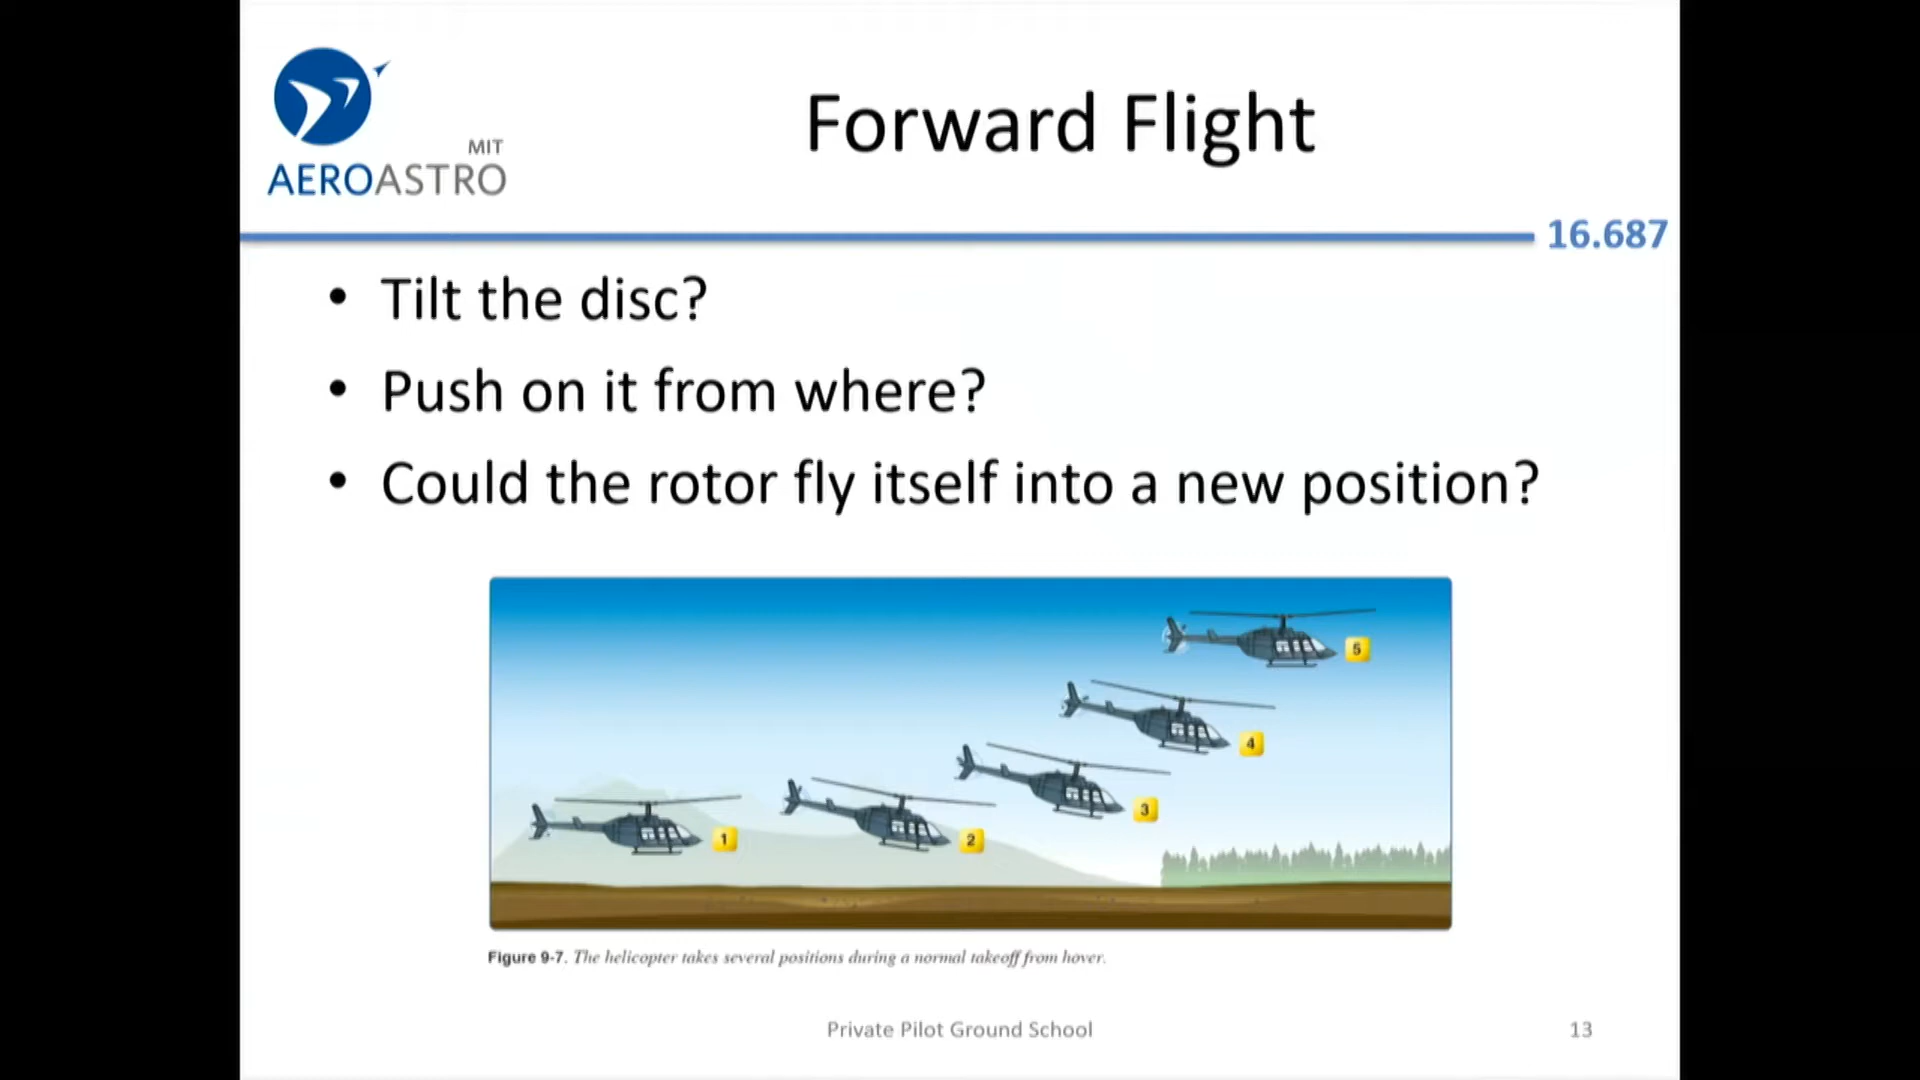 MIT
AEROASTRO
Forward Flight
16.687
• Tilt the disc?
• Push on it from where?
• Could the rotor fly itself into a new position?
5
4
3
1
2
Figure 9-7. The helicopter takes several positions during a normal takeoff from hover.
Private Pilot Ground School
13